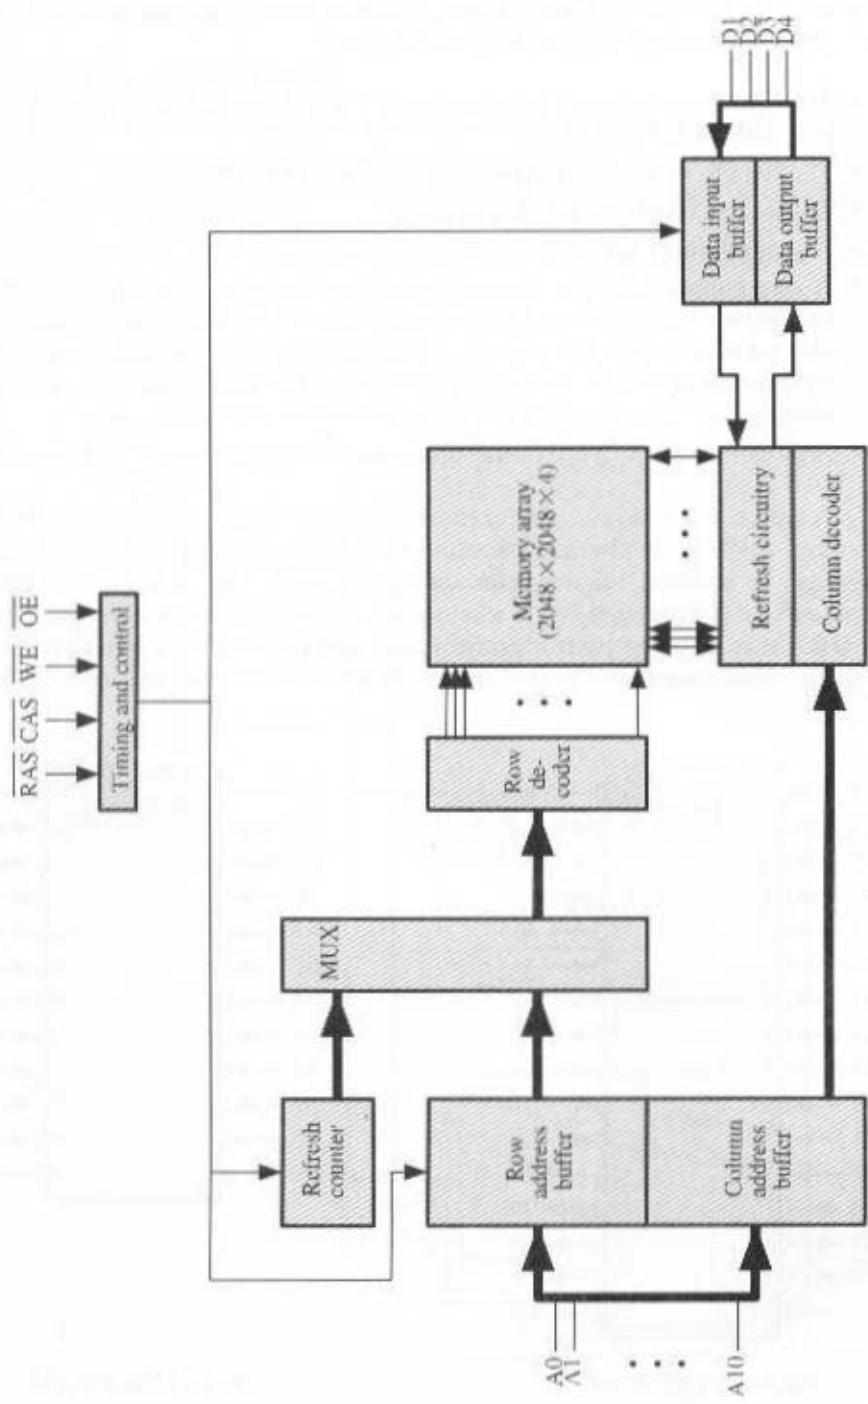 RAS CAS WE OE
Timing and control
Refresh
counter
MUX
Row
address
buffer
Column
address
buffer
A0
A1
A10
Row
de-
coder
Memory array
(2048 × 2048 × 4)
Refresh circuitry
Column decoder
Data input
buffer
Data output
buffer
D1
D2
D3
D4